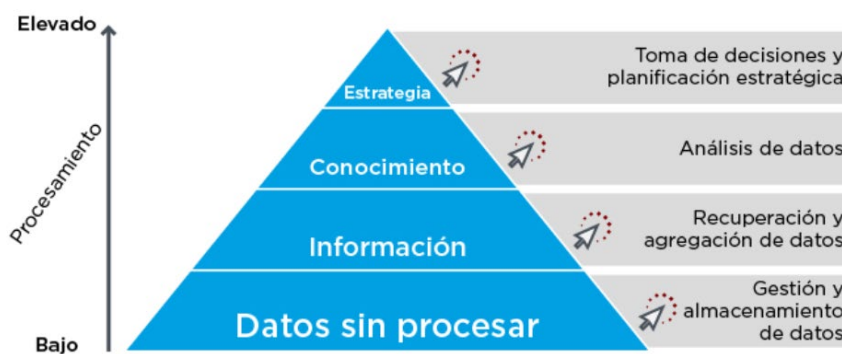 Elevado
Procesamiento
Bajo
Estrategia
Conocimiento
Información
Datos sin procesar
Toma de decisiones y
planificación estratégica
Análisis de datos
Recuperación y
agregación de datos
Gestión y
almacenamiento
de datos